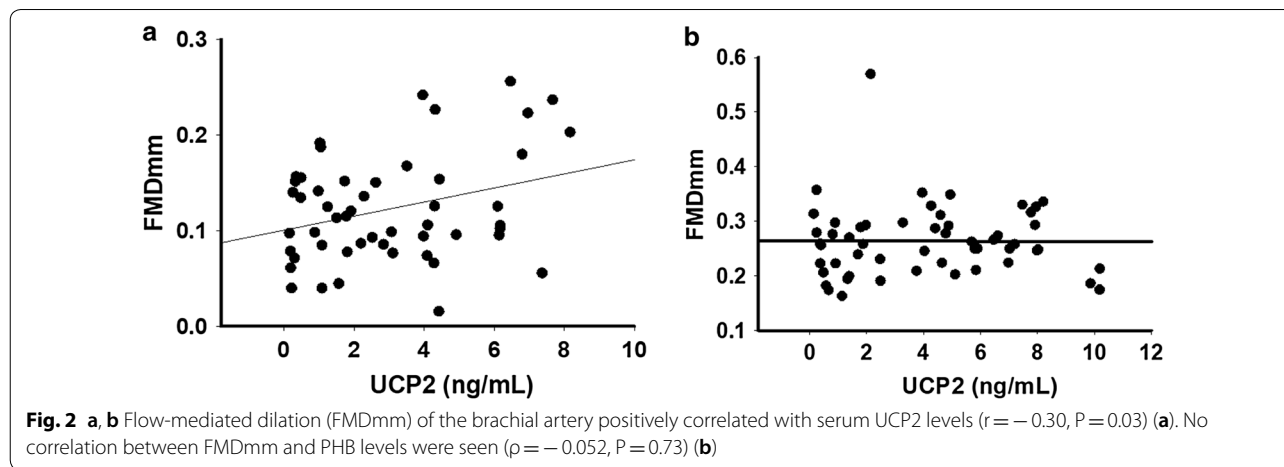 a
0.3
0.2
0.1
0.0
FMDmm
0 2 4 6 8 10
UCP2 (ng/mL)
b
0.6
0.5
0.4
0.3
0.2
0.1
FMDmm
0 2 4 6 8 10 12
UCP2 (ng/mL)
Fig. 2 a, b Flow-mediated dilation (FMDmm) of the brachial artery positively correlated with serum UCP2 levels (r = − 0.30, P = 0.03) (a). No
correlation between FMDmm and PHB levels were seen (ρ = − 0.052, P = 0.73) (b)